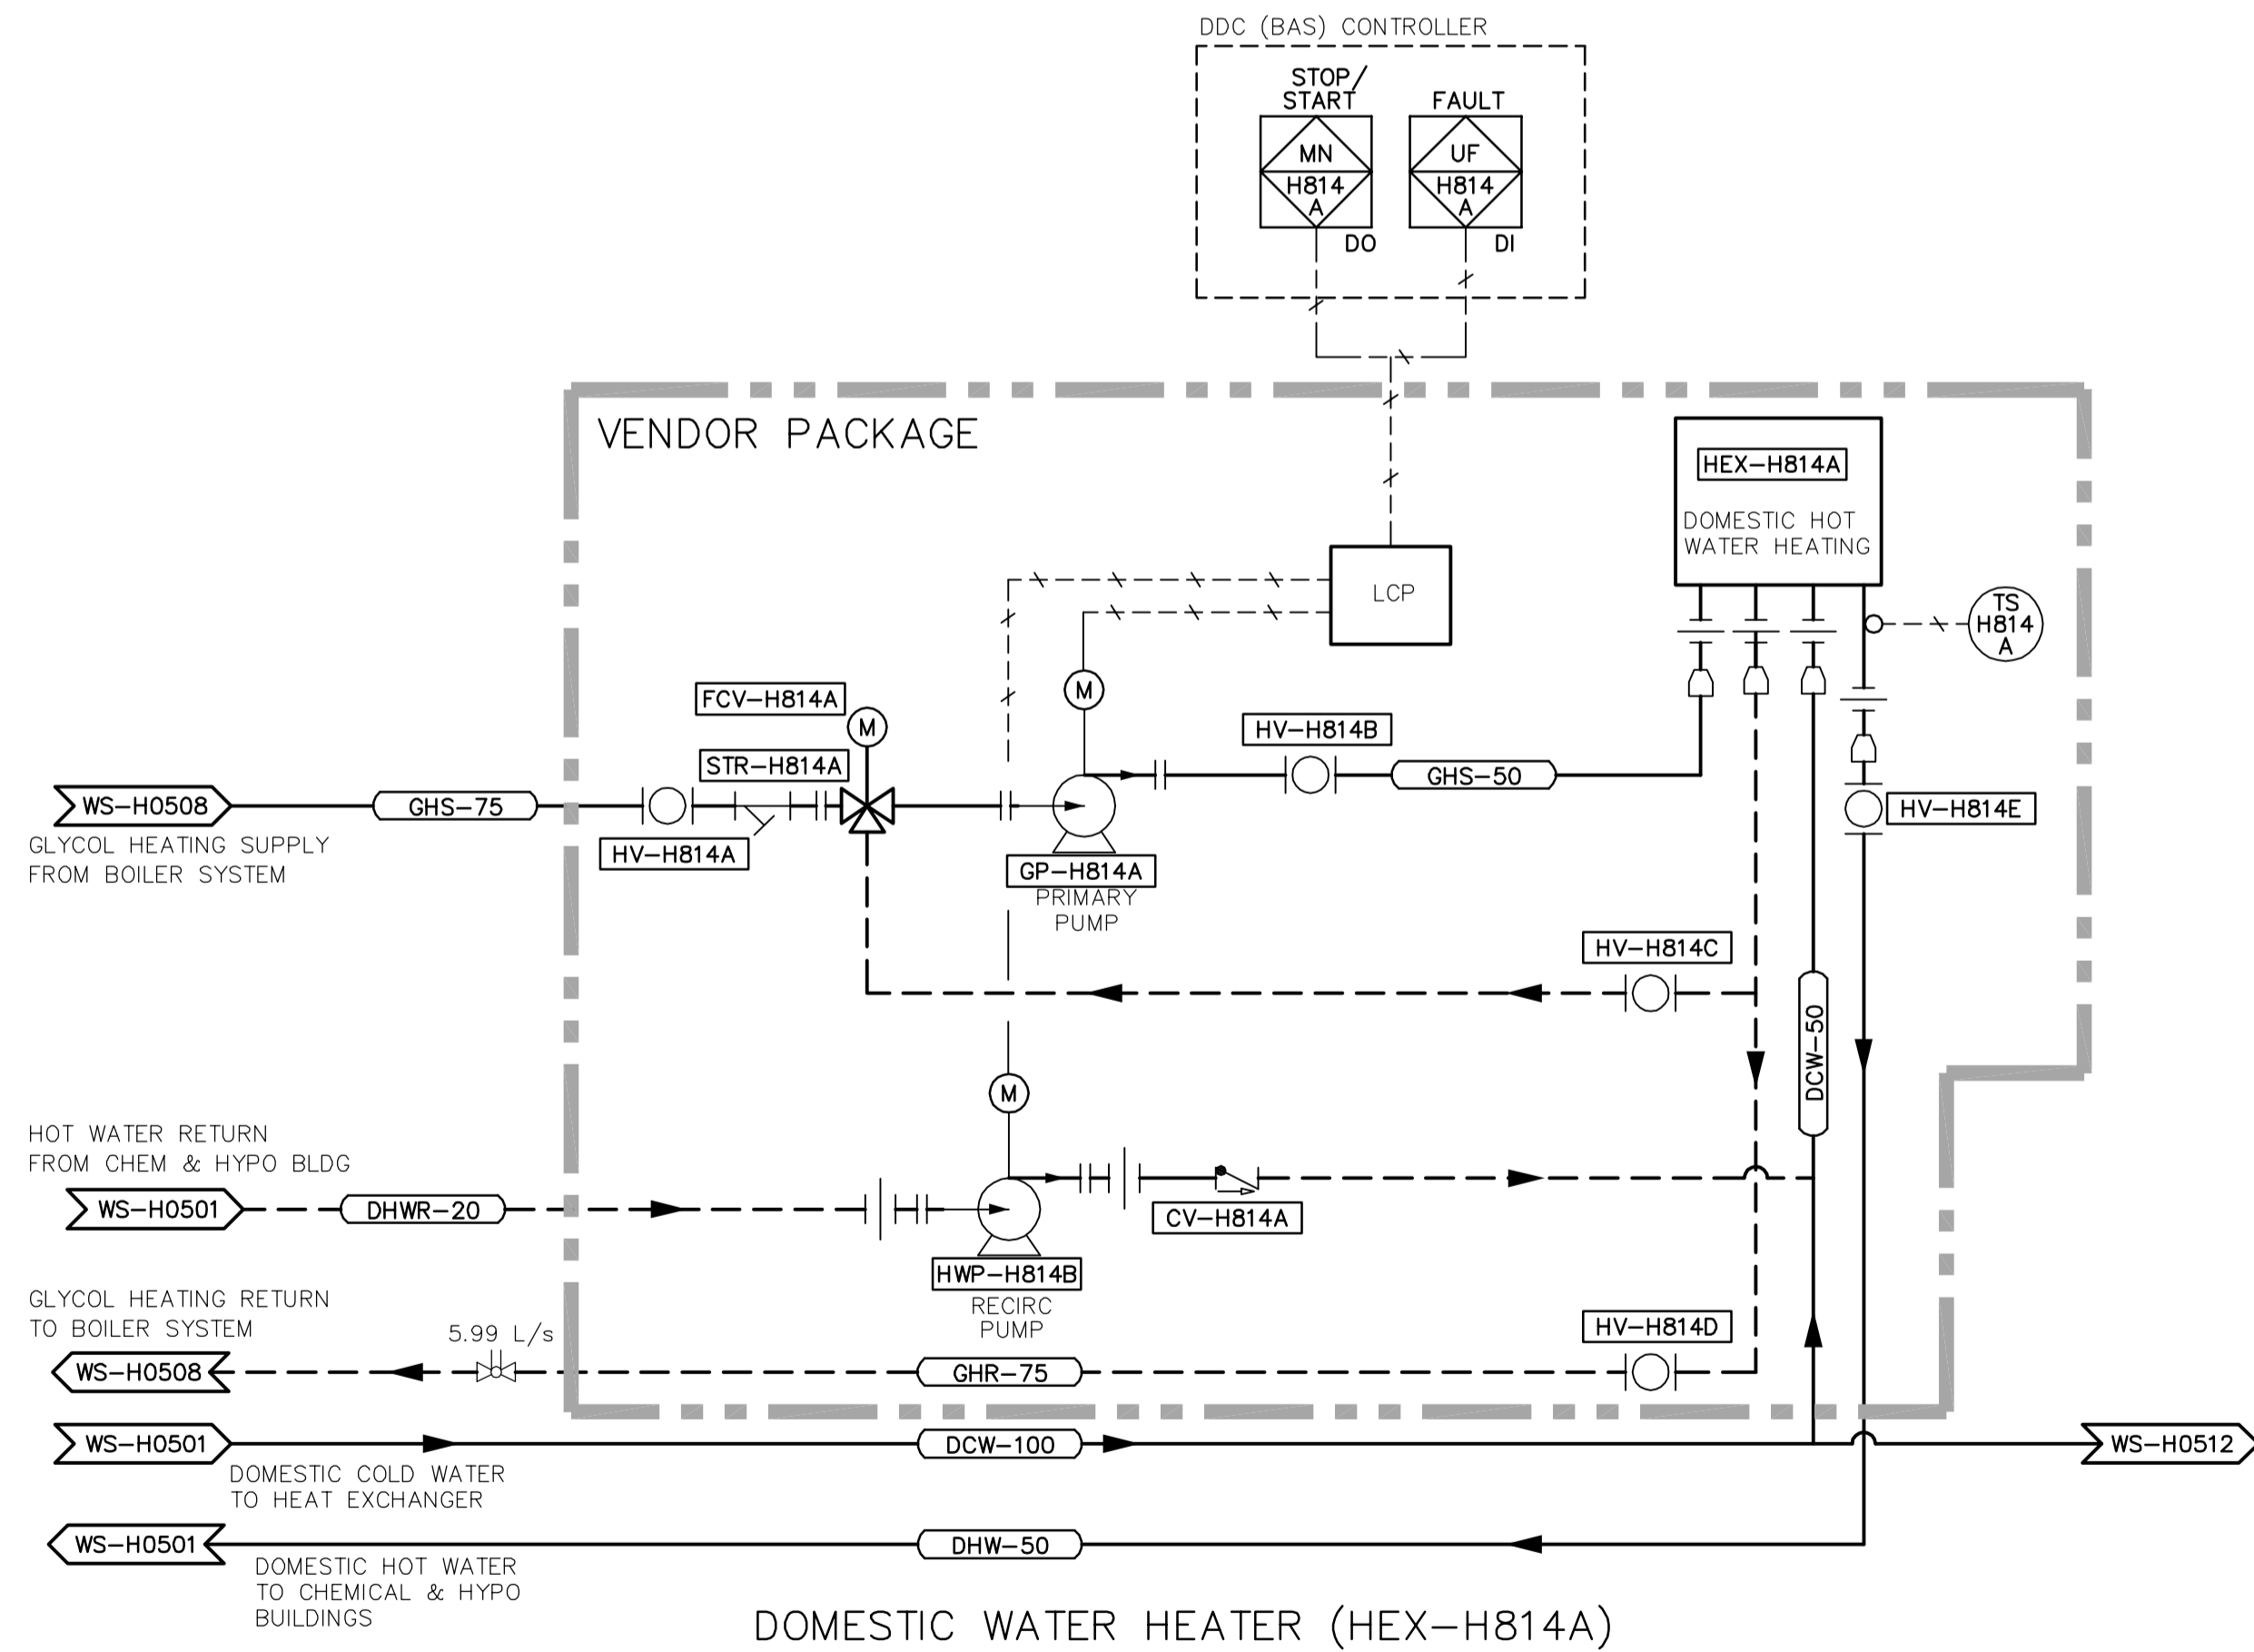 DDC (BAS) CONTROLLER
STOP/
START
FAULT
MN
H814
A
DO
UF
H814
A
DI
VENDOR PACKAGE
HEX-H814A
DOMESTIC HOT
WATER HEATING
LCP
TS
H814
A
M
FCV-H814A
M
STR-H814A
HV-H814B
WS-H0508
GHS-75
GHS-50
GLYCOL HEATING SUPPLY
FROM BOILER SYSTEM
HV-H814A
HV-H814E
GP-H814A
PRIMARY
PUMP
HV-H814C
DCW-50
M
HOT WATER RETURN
FROM CHEM & HYPO BLDG
WS-H0501
DHWR-20
CV-H814A
HWP-H814B
RECIRC
PUMP
GLYCOL HEATING RETURN
TO BOILER SYSTEM
5.99 L/s
HV-H814D
WS-H0508
GHR-75
WS-H0501
DCW-100
WS-H0512
DOMESTIC COLD WATER
TO HEAT EXCHANGER
WS-H0501
DHW-50
DOMESTIC HOT WATER
TO CHEMICAL & HYPO
BUILDINGS
DOMESTIC WATER HEATER (HEX-H814A)